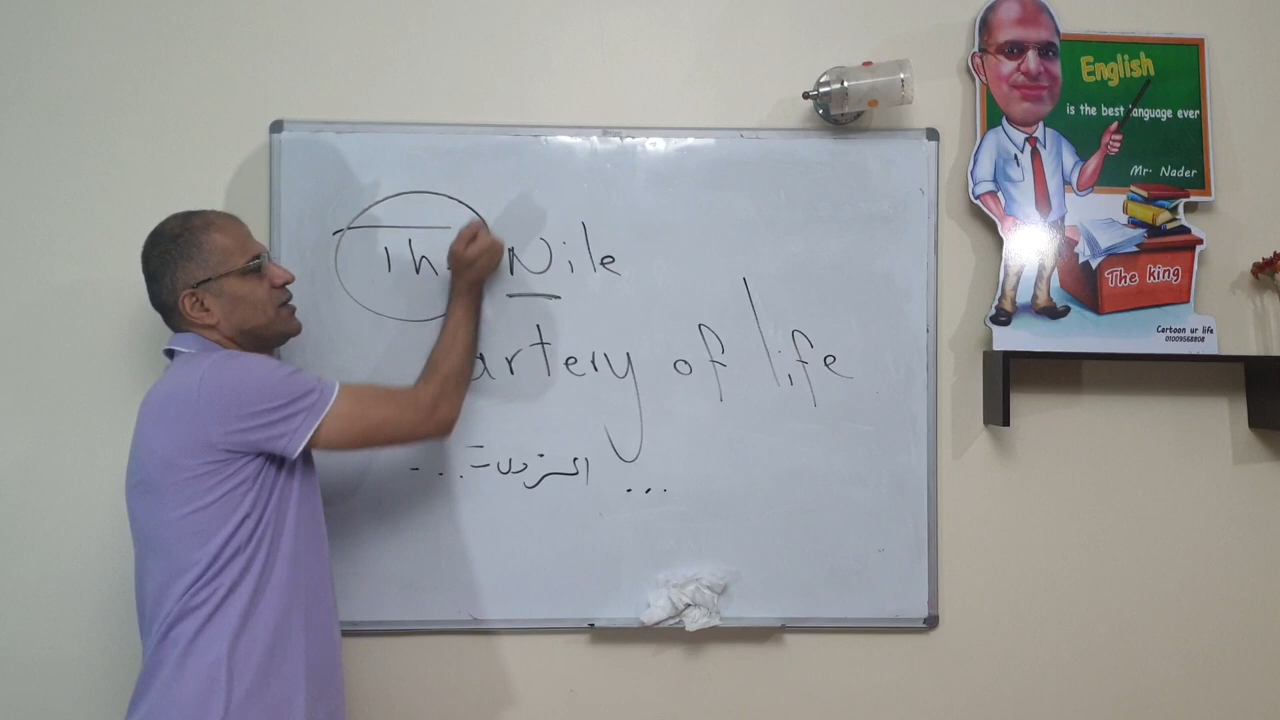 The Nile
artery of life
...
English
is the best language ever
Mr. Nader
The king
Cartoon ur life
01009568808